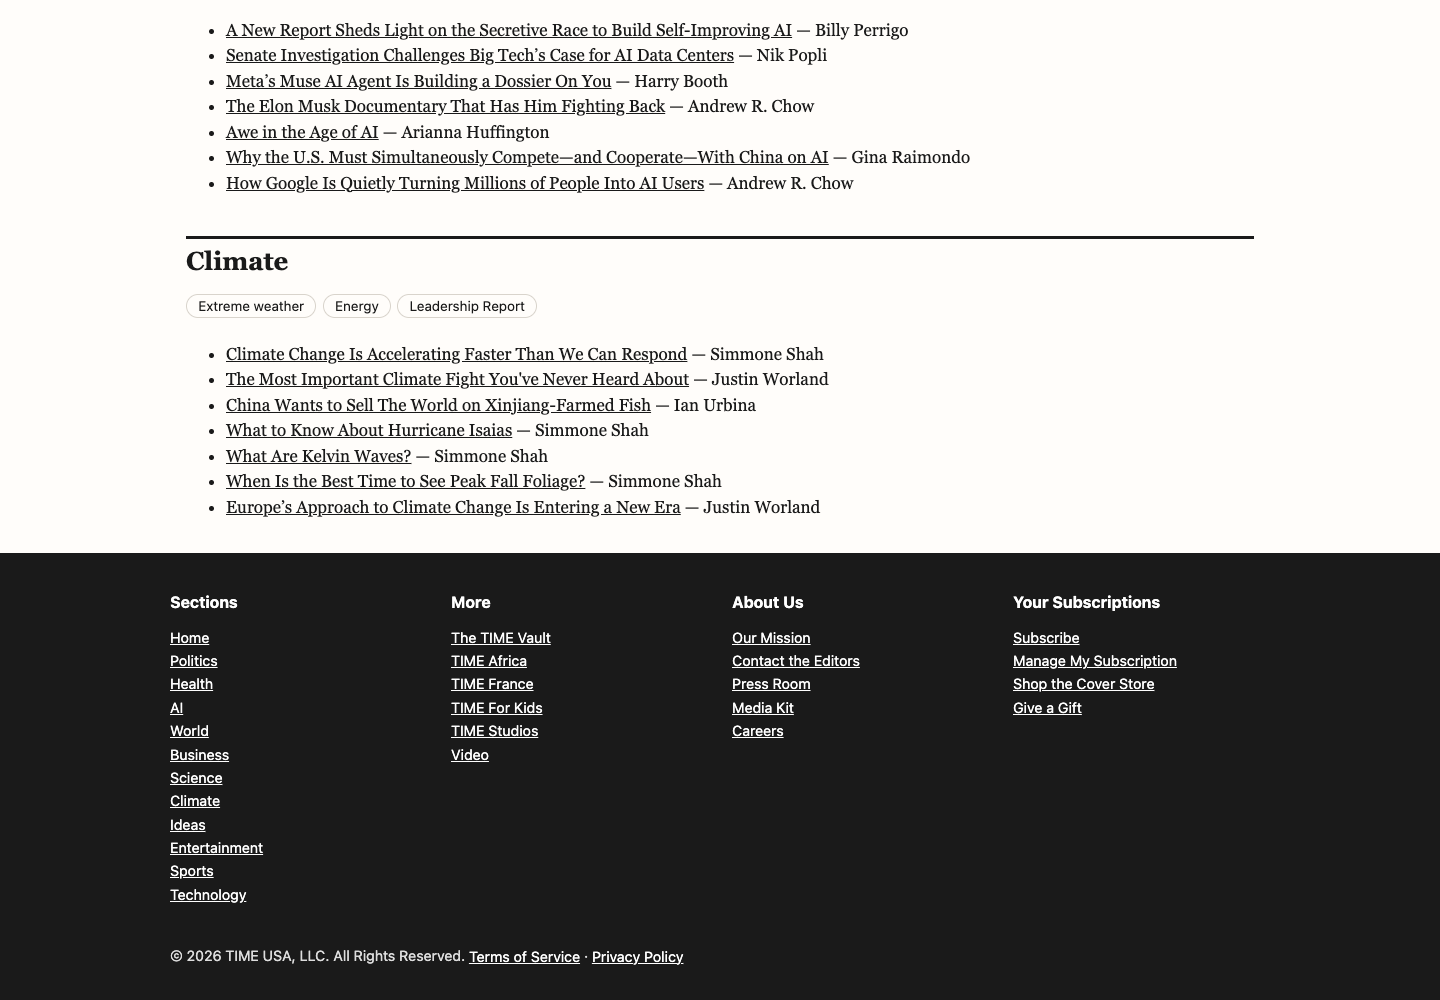 A New Report Sheds Light on the Secretive Race to Build Self-Improving AI — Billy Perrigo
Senate Investigation Challenges Big Tech’s Case for AI Data Centers — Nik Popli
Meta’s Muse AI Agent Is Building a Dossier On You — Harry Booth
The Elon Musk Documentary That Has Him Fighting Back — Andrew R. Chow
Awe in the Age of AI — Arianna Huffington
Why the U.S. Must Simultaneously Compete—and Cooperate—With China on AI — Gina Raimondo
How Google Is Quietly Turning Millions of People Into AI Users — Andrew R. Chow
Climate
Extreme weather
Energy
Leadership Report
Climate Change Is Accelerating Faster Than We Can Respond — Simmone Shah
The Most Important Climate Fight You've Never Heard About — Justin Worland
China Wants to Sell The World on Xinjiang-Farmed Fish — Ian Urbina
What to Know About Hurricane Isaias — Simmone Shah
What Are Kelvin Waves? — Simmone Shah
When Is the Best Time to See Peak Fall Foliage? — Simmone Shah
Europe’s Approach to Climate Change Is Entering a New Era — Justin Worland
Sections
Home
Politics
Health
AI
World
Business
Science
Climate
Ideas
Entertainment
Sports
Technology
More
The TIME Vault
TIME Africa
TIME France
TIME For Kids
TIME Studios
Video
About Us
Our Mission
Contact the Editors
Press Room
Media Kit
Careers
Your Subscriptions
Subscribe
Manage My Subscription
Shop the Cover Store
Give a Gift
© 2026 TIME USA, LLC. All Rights Reserved. Terms of Service · Privacy Policy